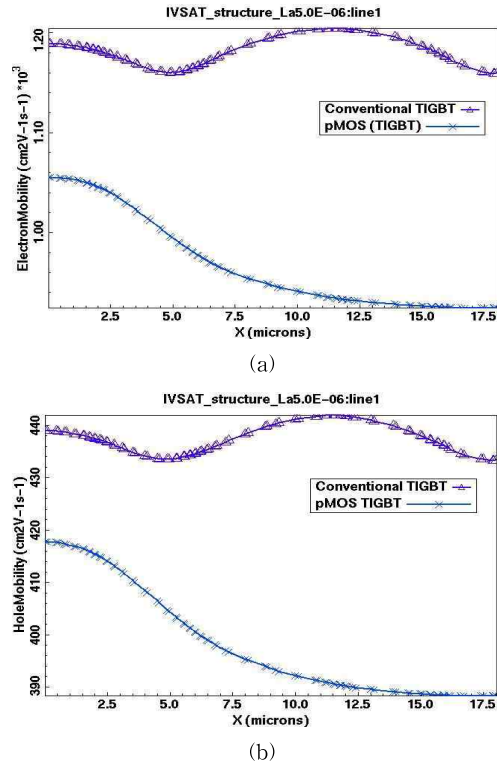 IVSAT_structure_La5.0E-06:line1
ElectronMobility (cm2V-1s-1) *10³
1.20
1.10
1.00
Conventional TIGBT
pMOS (TIGBT)
2.5 5.0 7.5 10.0 12.5 15.0 17.5
X (microns)
(a)
IVSAT_structure_La5.0E-06:line1
HoleMobility (cm2V-1s-1)
440
430
420
410
400
390
Conventional TIGBT
pMOS TIGBT
2.5 5.0 7.5 10.0 12.5 15.0 17.5
X (microns)
(b)